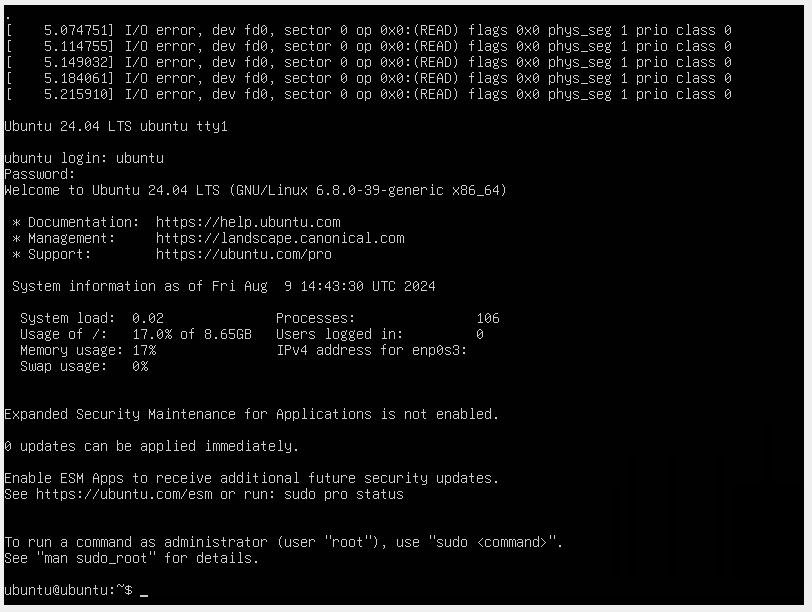 .
[    5.074751] I/O error, dev fd0, sector 0 op 0x0:(READ) flags 0x0 phys_seg 1 prio class 0
[    5.114755] I/O error, dev fd0, sector 0 op 0x0:(READ) flags 0x0 phys_seg 1 prio class 0
[    5.149032] I/O error, dev fd0, sector 0 op 0x0:(READ) flags 0x0 phys_seg 1 prio class 0
[    5.184061] I/O error, dev fd0, sector 0 op 0x0:(READ) flags 0x0 phys_seg 1 prio class 0
[    5.215910] I/O error, dev fd0, sector 0 op 0x0:(READ) flags 0x0 phys_seg 1 prio class 0
Ubuntu 24.04 LTS ubuntu tty1
ubuntu login: ubuntu
Password:
Welcome to Ubuntu 24.04 LTS (GNU/Linux 6.8.0-39-generic x86_64)
* Documentation:  https://help.ubuntu.com
* Management:     https://landscape.canonical.com
* Support:        https://ubuntu.com/pro
System information as of Fri Aug  9 14:43:30 UTC 2024
System load:  0.02              Processes:               106
Usage of /:   17.0% of 8.65GB   Users logged in:         0
Memory usage: 17%               IPv4 address for enp0s3:
Swap usage:   0%
Expanded Security Maintenance for Applications is not enabled.
0 updates can be applied immediately.
Enable ESM Apps to receive additional future security updates.
See https://ubuntu.com/esm or run: sudo pro status
To run a command as administrator (user "root"), use "sudo <command>".
See "man sudo_root" for details.
ubuntu@ubuntu:~$ _